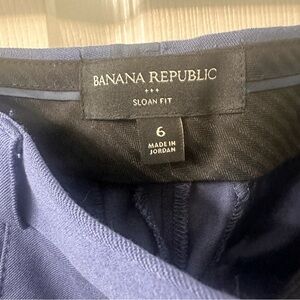 BANANA REPUBLIC
+++
SLOAN FIT
6
MADE IN
JORDAN